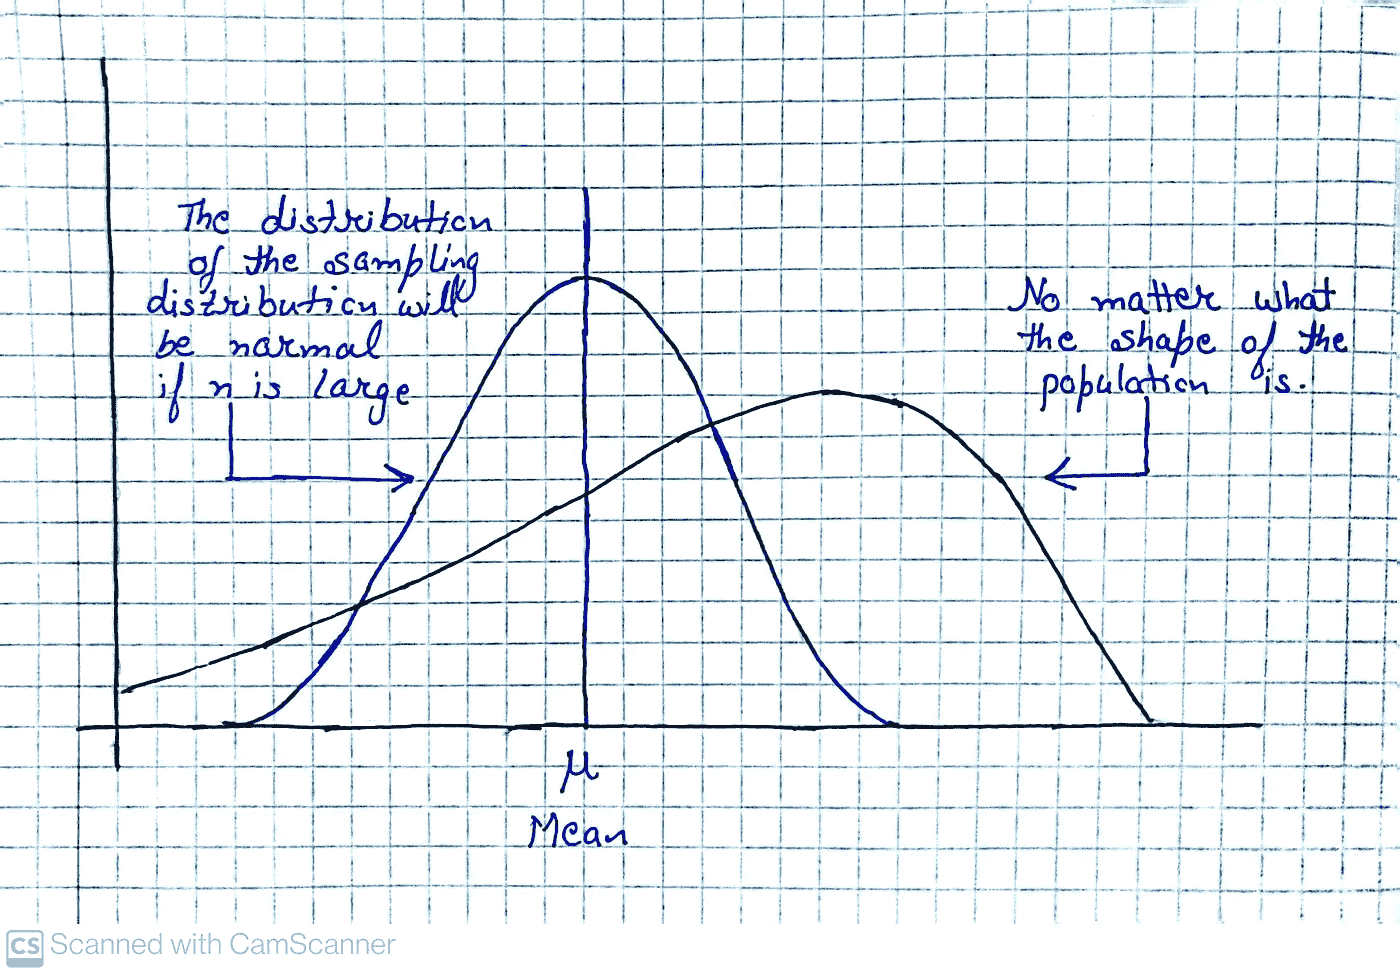 The distribution
of the sampling
distribution will
be normal
if n is large
No matter what
the shape of the
population is.
μ
Mean
CS Scanned with CamScanner